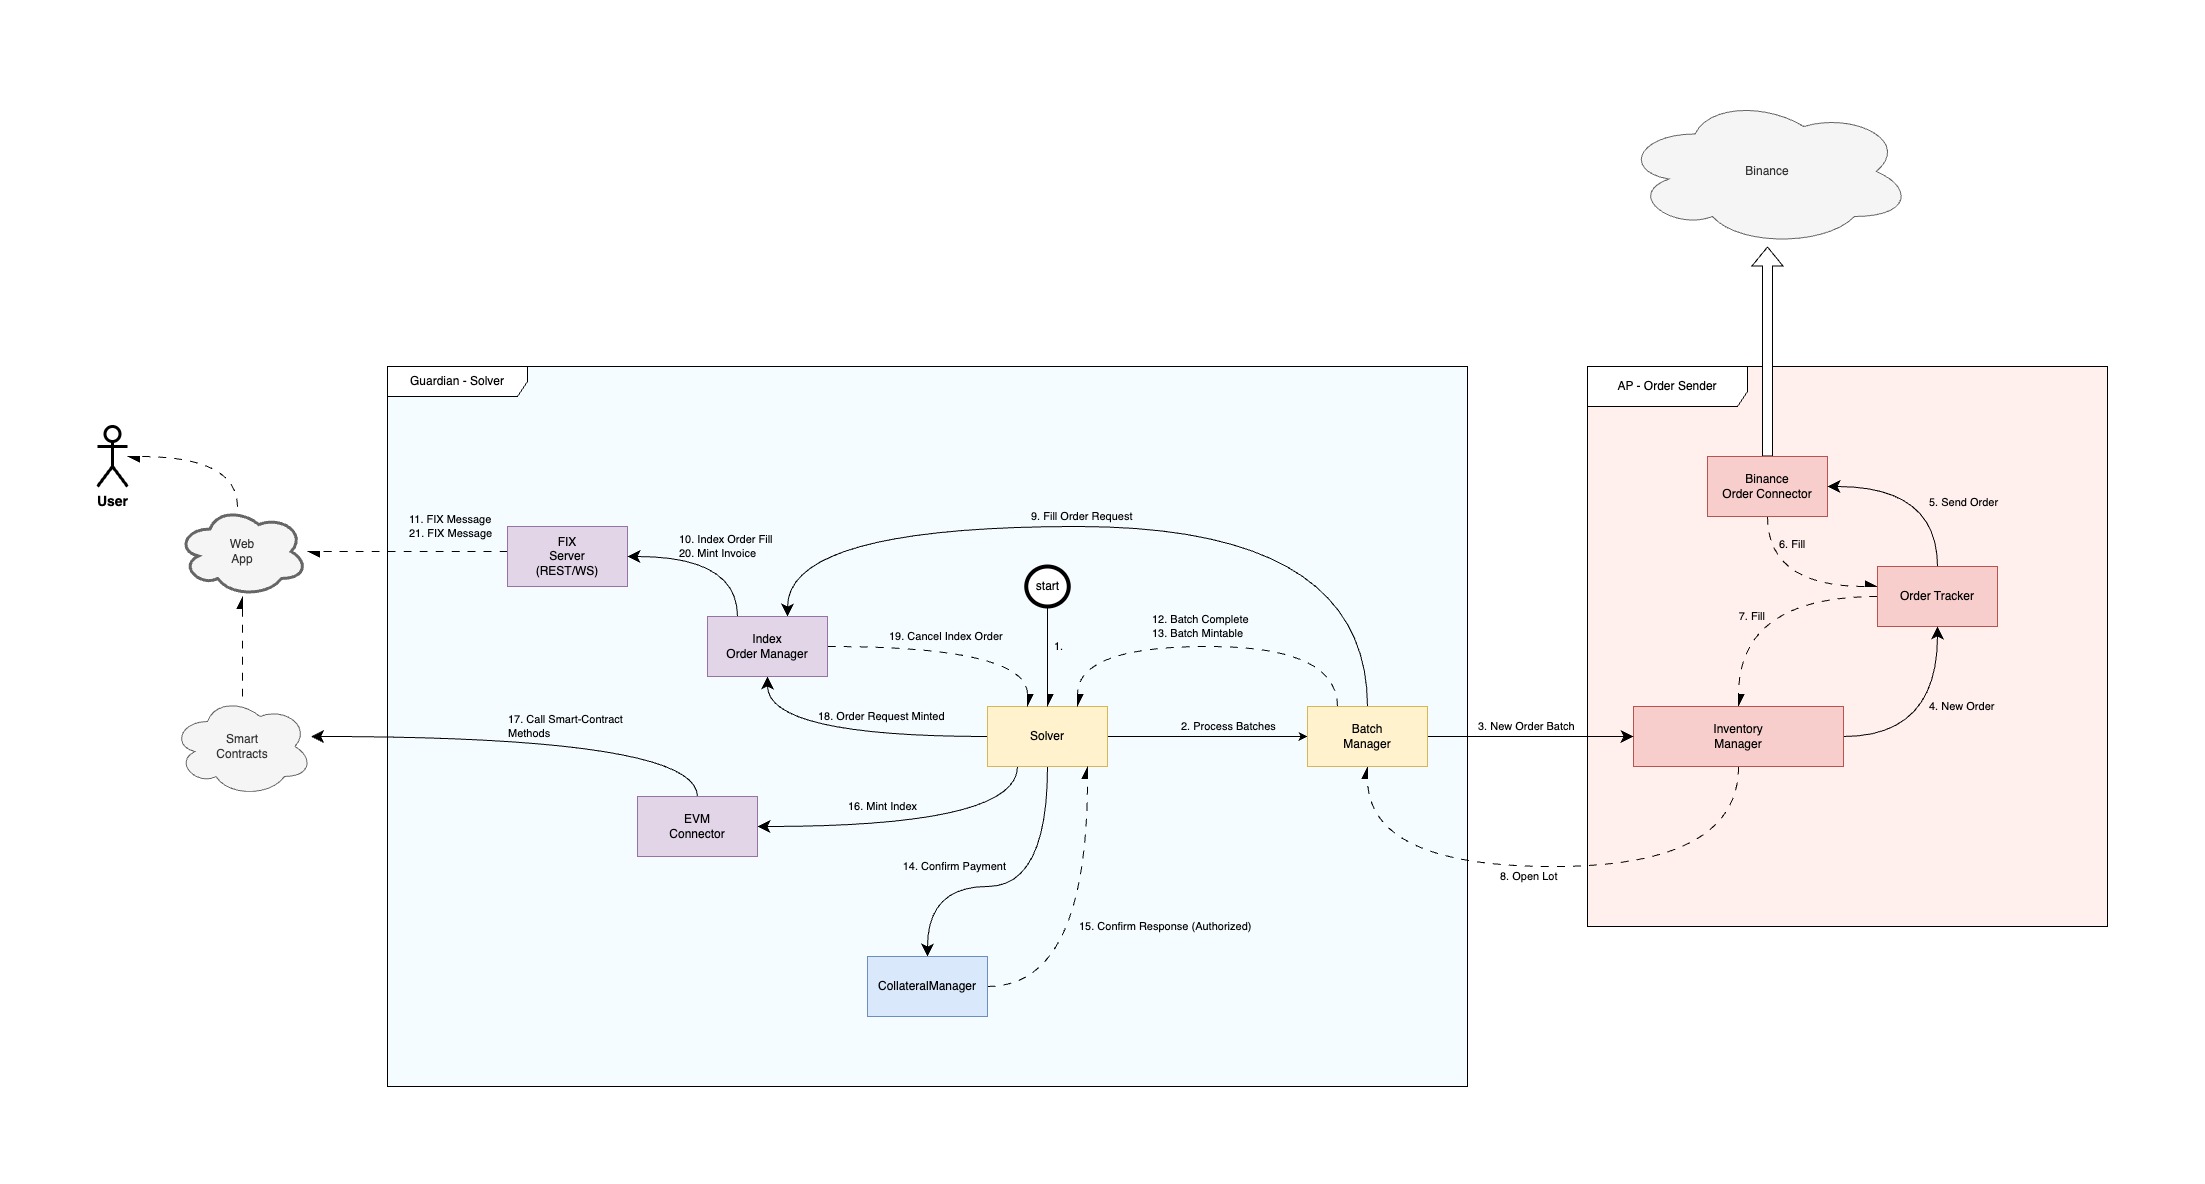 Binance
Guardian - Solver
AP - Order Sender
User
Binance
Order Connector
5. Send Order
11. FIX Message
21. FIX Message
9. Fill Order Request
FIX
Server
(REST/WS)
10. Index Order Fill
20. Mint Invoice
6. Fill
Web
App
start
Order Tracker
12. Batch Complete
13. Batch Mintable
7. Fill
19. Cancel Index Order
1.
Index
Order Manager
4. New Order
17. Call Smart-Contract
Methods
18. Order Request Minted
2. Process Batches
3. New Order Batch
Smart
Contracts
Solver
Batch
Manager
Inventory
Manager
16. Mint Index
EVM
Connector
14. Confirm Payment
8. Open Lot
15. Confirm Response (Authorized)
CollateralManager